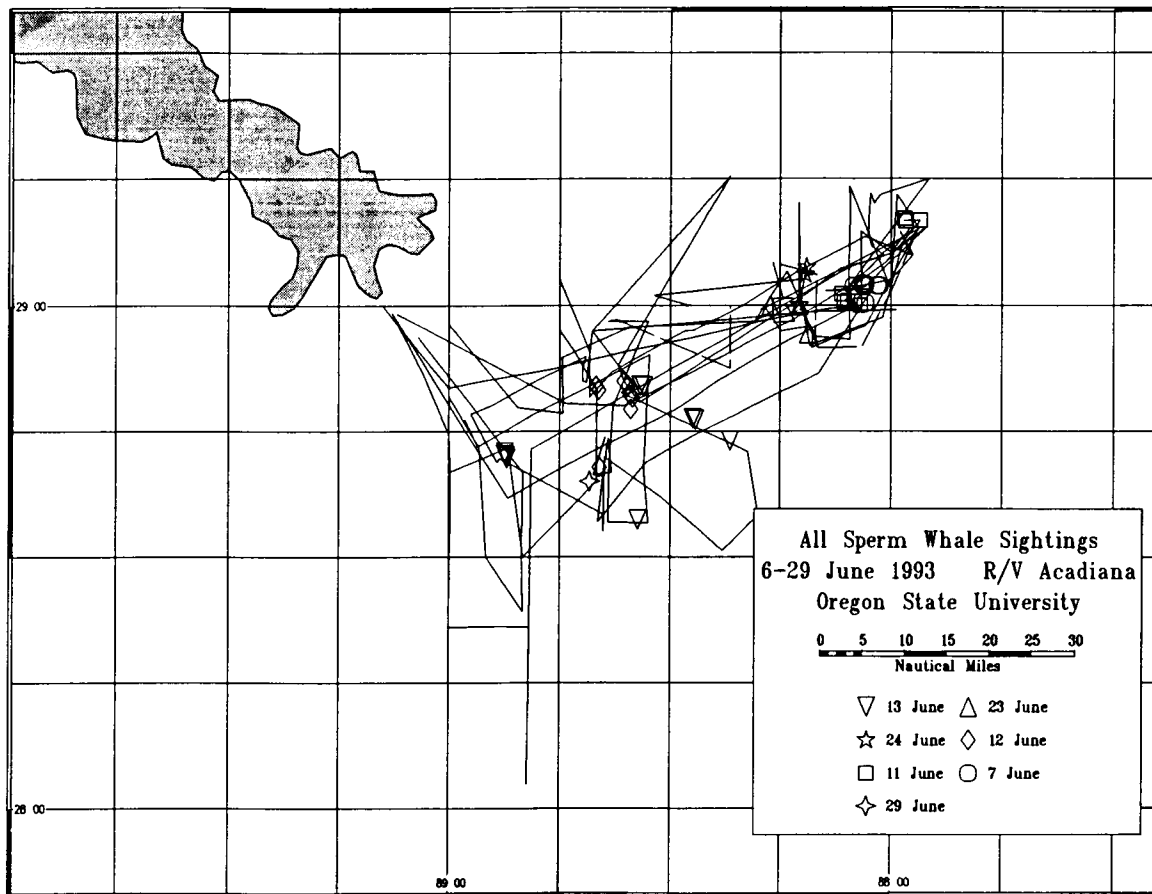 29 00
28 00
89 00
88 00
All Sperm Whale Sightings
6-29 June 1993 R/V Acadiana
Oregon State University
0 5 10 15 20 25 30
Nautical Miles
13 June 23 June
24 June 12 June
11 June 7 June
29 June